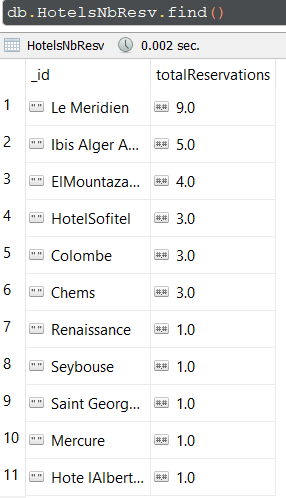 db.HotelsNbResv.find()
HotelsNbResv 0.002 sec.
_id totalReservations
1 "" Le Meridien #.# 9.0
2 "" Ibis Alger A... #.# 5.0
3 "" ElMountaza... #.# 4.0
4 "" HotelSofitel #.# 3.0
5 "" Colombe #.# 3.0
6 "" Chems #.# 3.0
7 "" Renaissance #.# 1.0
8 "" Seybouse #.# 1.0
9 "" Saint Georg... #.# 1.0
10 "" Mercure #.# 1.0
11 "" Hote lAlbert... #.# 1.0